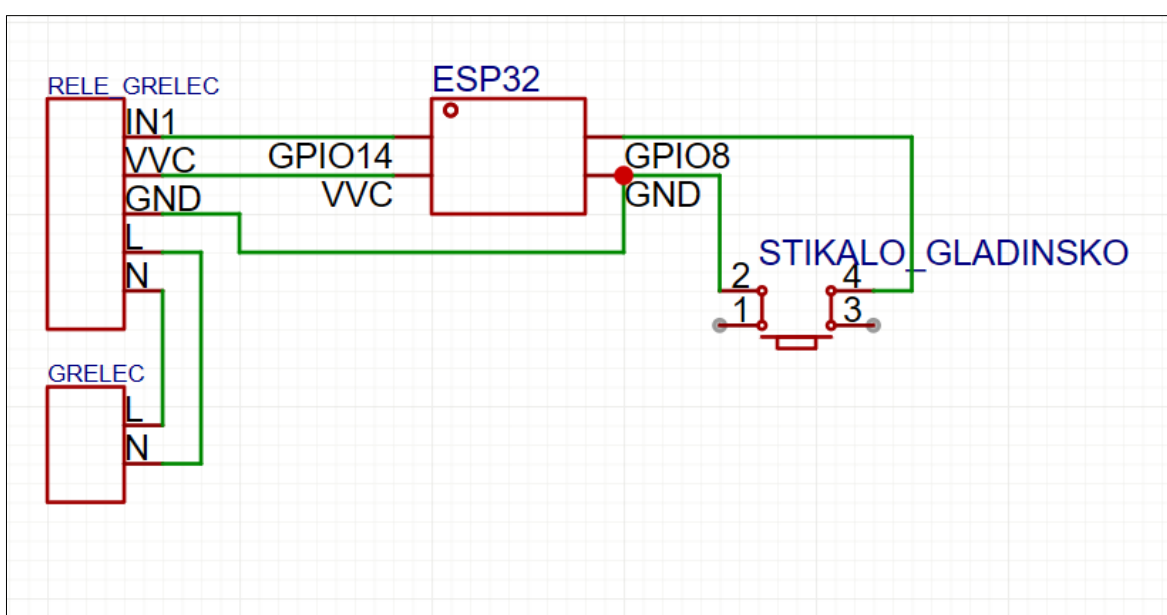 RELE_GRELEC
ESP32
IN1
VVC
GND
L
N
GPIO14
VVC
GPIO8
GND
STIKALO_GLADINSKO
2
4
1
3
GRELEC
L
N